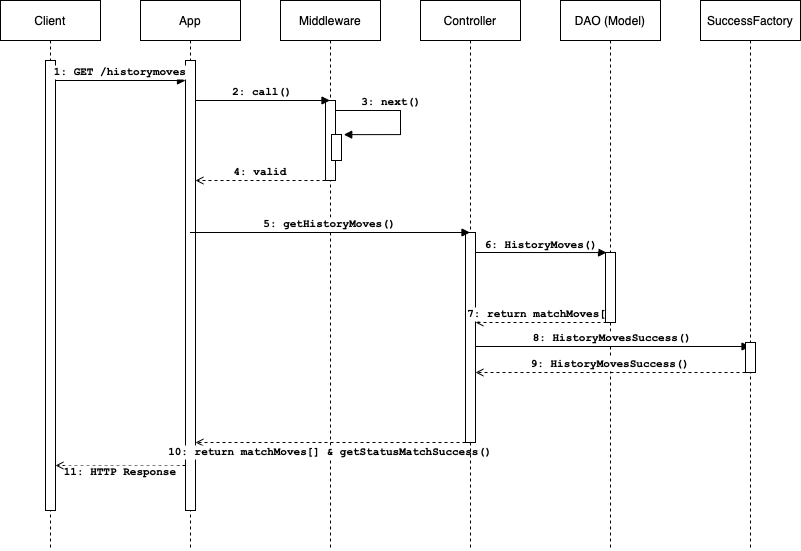 Client
App
Middleware
Controller
DAO (Model)
SuccessFactory
1: GET /historymoves
2: call()
3: next()
4: valid
5: getHistoryMoves()
6: HistoryMoves()
7: return matchMoves[
8: HistoryMovesSuccess()
9: HistoryMovesSuccess()
10: return matchMoves[] & getStatusMatchSuccess()
11: HTTP Response